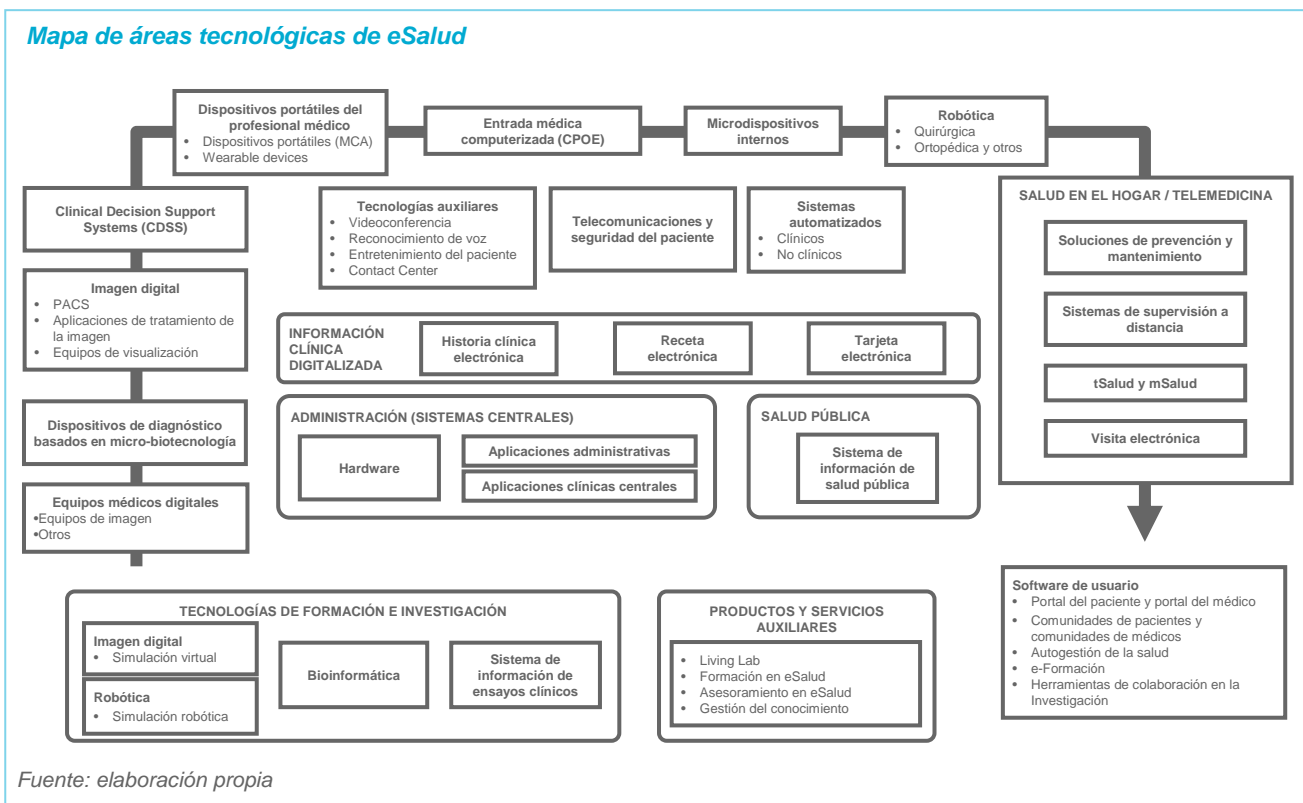 Mapa de áreas tecnológicas de eSalud
Dispositivos portátiles del
profesional médico
• Dispositivos portátiles (MCA)
• Wearable devices
Entrada médica
computerizada (CPOE)
Microdispositivos
internos
Robótica
• Quirúrgica
• Ortopédica y otros
Clinical Decision Support
Systems (CDSS)
Imagen digital
• PACS
• Aplicaciones de tratamiento de
la imagen
• Equipos de visualización
Dispositivos de diagnóstico
basados en micro-biotecnología
Equipos médicos digitales
•Equipos de imagen
•Otros
Tecnologías auxiliares
• Videoconferencia
• Reconocimiento de voz
• Entretenimiento del paciente
• Contact Center
Telecomunicaciones y
seguridad del paciente
Sistemas
automatizados
• Clínicos
• No clínicos
INFORMACIÓN
CLÍNICA
DIGITALIZADA
Historia clínica
electrónica
Receta
electrónica
Tarjeta
electrónica
ADMINISTRACIÓN (SISTEMAS CENTRALES)
Hardware
Aplicaciones administrativas
Aplicaciones clínicas centrales
SALUD PÚBLICA
Sistema de
información de
salud pública
SALUD EN EL HOGAR / TELEMEDICINA
Soluciones de prevención y
mantenimiento
Sistemas de supervisión a
distancia
tSalud y mSalud
Visita electrónica
TECNOLOGÍAS DE FORMACIÓN E INVESTIGACIÓN
Imagen digital
• Simulación virtual
Robótica
• Simulación robótica
Bioinformática
Sistema de
información de
ensayos clínicos
PRODUCTOS Y SERVICIOS
AUXILIARES
• Living Lab
• Formación en eSalud
• Asesoramiento en eSalud
• Gestión del conocimiento
Software de usuario
• Portal del paciente y portal del médico
• Comunidades de pacientes y
comunidades de médicos
• Autogestión de la salud
• e-Formación
• Herramientas de colaboración en la
Investigación
Fuente: elaboración propia